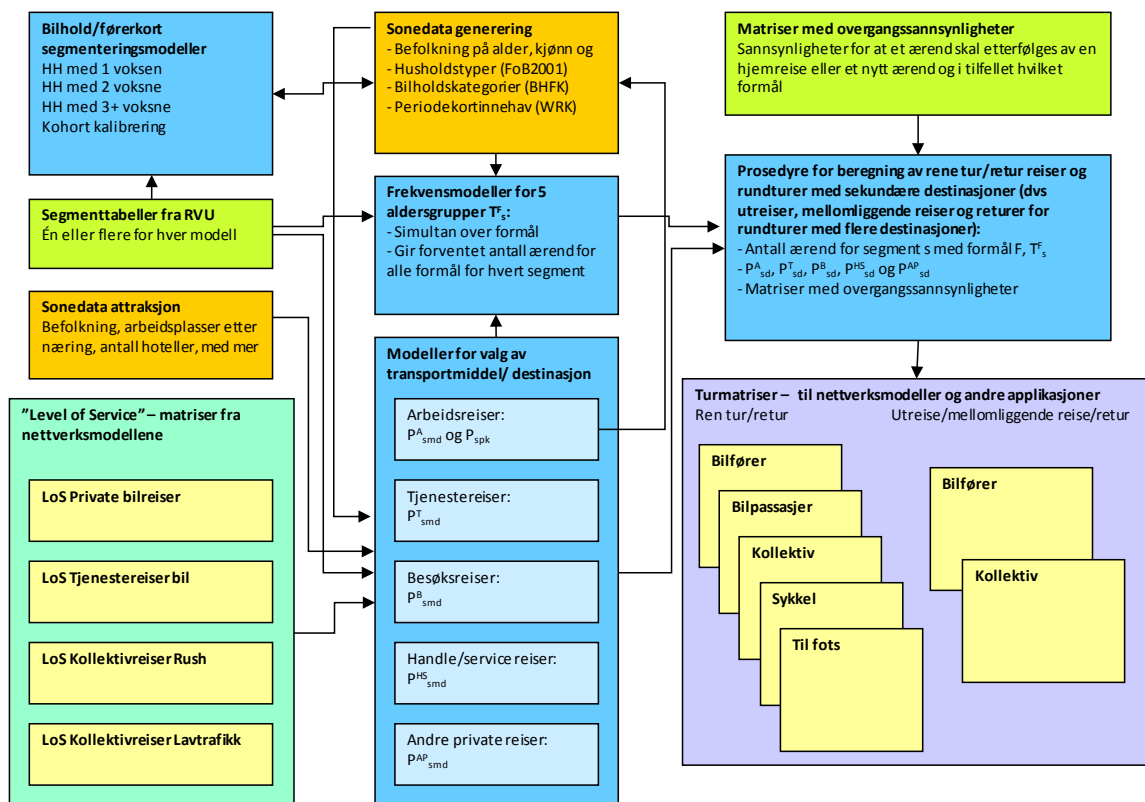 Bilhold/førerkort
segmenteringsmodeller
HH med 1 voksen
HH med 2 voksne
HH med 3+ voksne
Kohort kalibrering
Segmenttabeller fra RVU
Én eller flere for hver modell
Sonedata attraksjon
Befolkning, arbeidsplasser etter
næring, antall hoteller, med mer
"Level of Service" – matriser fra
nettverksmodellene
LoS Private bilreiser
LoS Tjenestereiser bil
LoS Kollektivreiser Rush
LoS Kollektivreiser Lavtrafikk
Sonedata generering
- Befolkning på alder, kjønn og
- Husholdstyper (FoB2001)
- Bilholdskategorier (BHFK)
- Periodekortinnehav (WRK)
Frekvensmodeller for 5
aldersgrupper T^F_s:
- Simultan over formål
- Gir forventet antall ærend for
alle formål for hvert segment
Modeller for valg av
transportmiddel/ destinasjon
Arbeidsreiser:
P^A_smd og P_spk
Tjenestereiser:
P^T_smd
Besøksreiser:
P^B_smd
Handle/service reiser:
P^HS_smd
Andre private reiser:
P^AP_smd
Matriser med overgangssannsynligheter
Sannsynligheter for at et ærend skal etterfølges av en
hjemreise eller et nytt ærend og i tilfellet hvilket
formål
Prosedyre for beregning av rene tur/retur reiser og
rundturer med sekundære destinasjoner (dvs
utreiser, mellomliggende reiser og returer for
rundturer med flere destinasjoner):
- Antall ærend for segment s med formål F, T^F_s
- P^A_sd, P^T_sd, P^B_sd, P^HS_sd og P^AP_sd
- Matriser med overgangssannsynligheter
Turmatriser – til nettverksmodeller og andre applikasjoner
Ren tur/retur Utreise/mellomliggende reise/retur
Bilfører
Bilpassasjer
Kollektiv
Sykkel
Til fots
Bilfører
Kollektiv